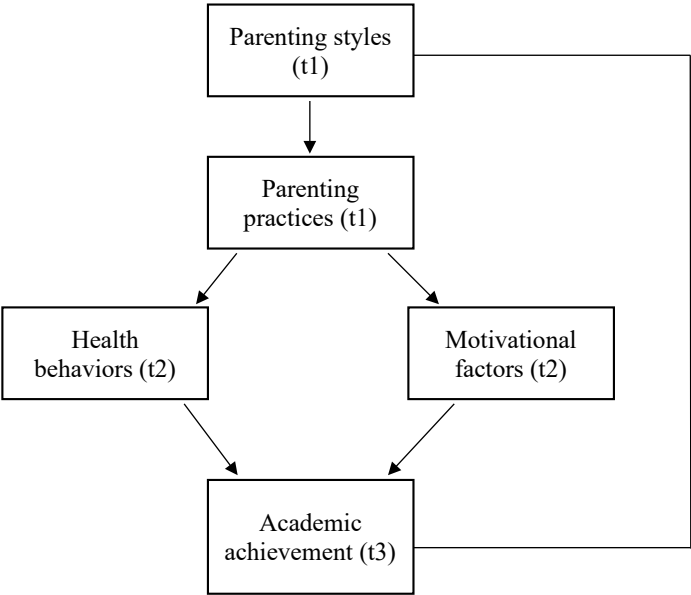 Parenting styles
(t1)
Parenting
practices (t1)
Health
behaviors (t2)
Motivational
factors (t2)
Academic
achievement (t3)